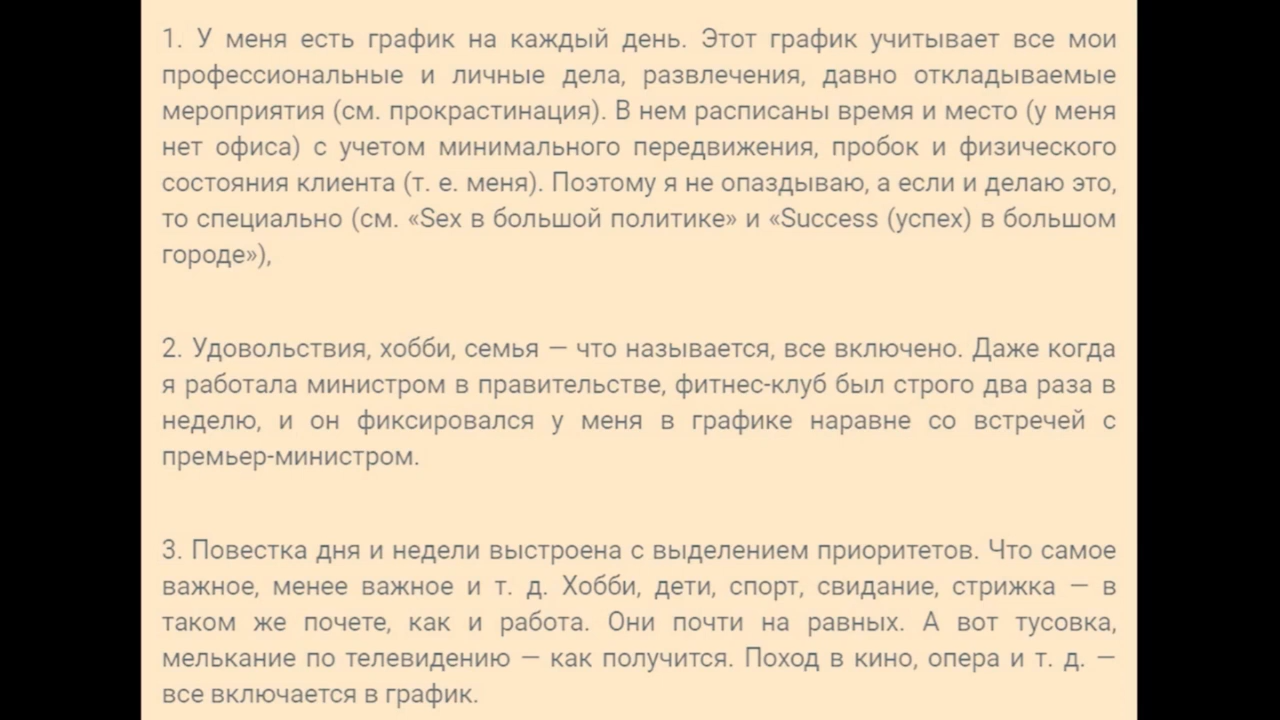 1. У меня есть график на каждый день. Этот график учитывает все мои
профессиональные и личные дела, развлечения, давно откладываемые
мероприятия (см. прокрастинация). В нем расписаны время и место (у меня
нет офиса) с учетом минимального передвижения, пробок и физического
состояния клиента (т. е. меня). Поэтому я не опаздываю, а если и делаю это,
то специально (см. «Sex в большой политике» и «Success (успех) в большом
городе»),
2. Удовольствия, хобби, семья — что называется, все включено. Даже когда
я работала министром в правительстве, фитнес-клуб был строго два раза в
неделю, и он фиксировался у меня в графике наравне со встречей с
премьер-министром.
3. Повестка дня и недели выстроена с выделением приоритетов. Что самое
важное, менее важное и т. д. Хобби, дети, спорт, свидание, стрижка — в
таком же почете, как и работа. Они почти на равных. А вот тусовка,
мелькание по телевидению — как получится. Поход в кино, опера и т. д. —
все включается в график.